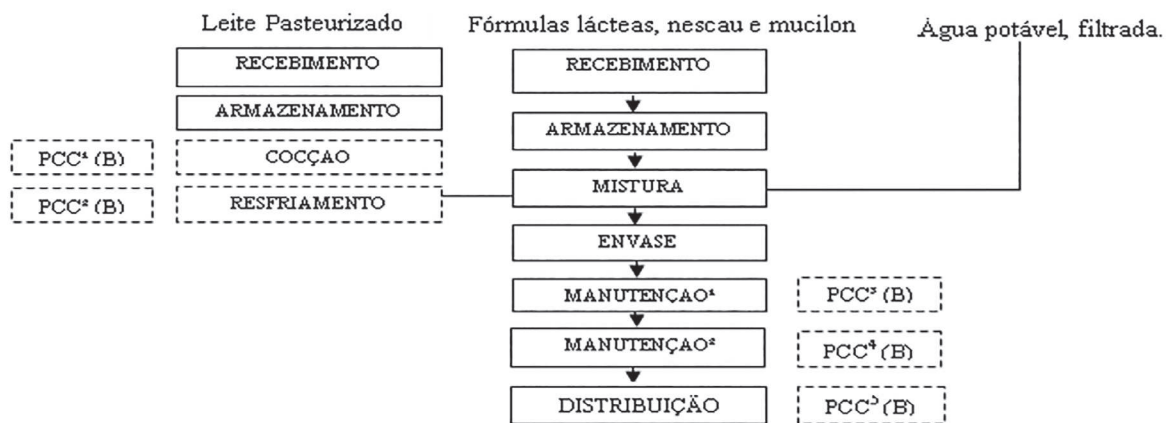 Leite Pasteurizado Fórmulas lácteas, nescau e mucilon Água potável, filtrada.
RECEBIMENTO RECEBIMENTO
ARMAZENAMENTO ARMAZENAMENTO
PCC¹ (B) COCÇAO
MISTURA
PCC² (B) RESFRIAMENTO
ENVASE
MANUTENÇAO¹ PCC³ (B)
MANUTENÇAO² PCC⁴ (B)
DISTRIBUIÇÃO PCC⁵ (B)